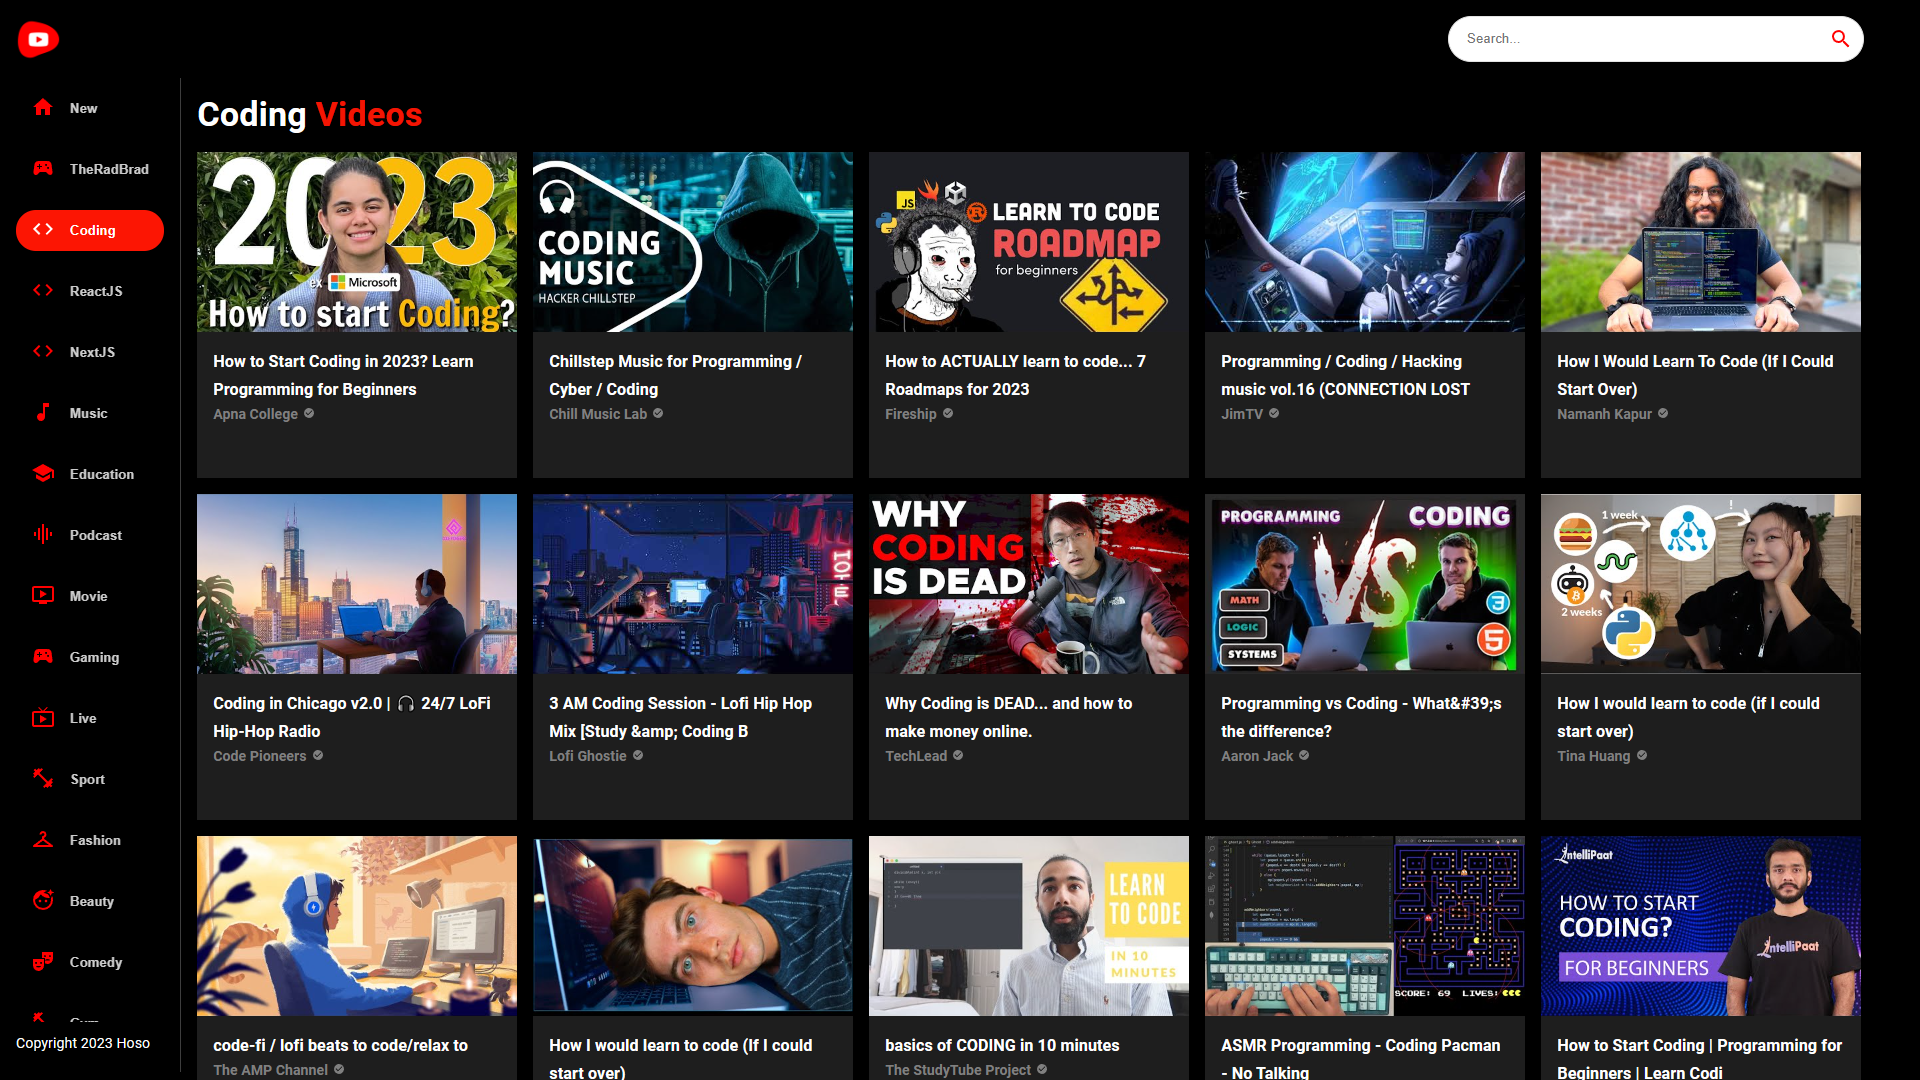 Search...
New
TheRadBrad
Coding
ReactJS
NextJS
Music
Education
Podcast
Movie
Gaming
Live
Sport
Fashion
Beauty
Comedy
Copyright 2023 Hoso
Coding Videos
2023
ex Microsoft
How to start Coding?
How to Start Coding in 2023? Learn
Programming for Beginners
Apna College
CODING
MUSIC
HACKER CHILLSTEP
Chillstep Music for Programming /
Cyber / Coding
Chill Music Lab
JS
LEARN TO CODE
ROADMAP
for beginners
How to ACTUALLY learn to code... 7
Roadmaps for 2023
Fireship
Programming / Coding / Hacking
music vol.16 (CONNECTION LOST
JimTV
How I Would Learn To Code (If I Could
Start Over)
Namanh Kapur
Coding in Chicago v2.0 | 🎧 24/7 LoFi
Hip-Hop Radio
Code Pioneers
3 AM Coding Session - Lofi Hip Hop
Mix [Study &amp; Coding B
Lofi Ghostie
WHY
CODING
IS DEAD
Why Coding is DEAD... and how to
make money online.
TechLead
PROGRAMMING
VS
CODING
MATH
LOGIC
SYSTEMS
3
5
Programming vs Coding - What&#39;s
the difference?
Aaron Jack
1 week
!
2 weeks
How I would learn to code (if I could
start over)
Tina Huang
code-fi / lofi beats to code/relax to
The AMP Channel
How I would learn to code (If I could
start over)
LEARN
TO CODE
IN 10
MINUTES
basics of CODING in 10 minutes
The StudyTube Project
SCORE: 69 LIVES:
ASMR Programming - Coding Pacman
- No Talking
IntelliPaat
HOW TO START
CODING?
FOR BEGINNERS
IntelliPaat
How to Start Coding | Programming for
Beginners | Learn Codi